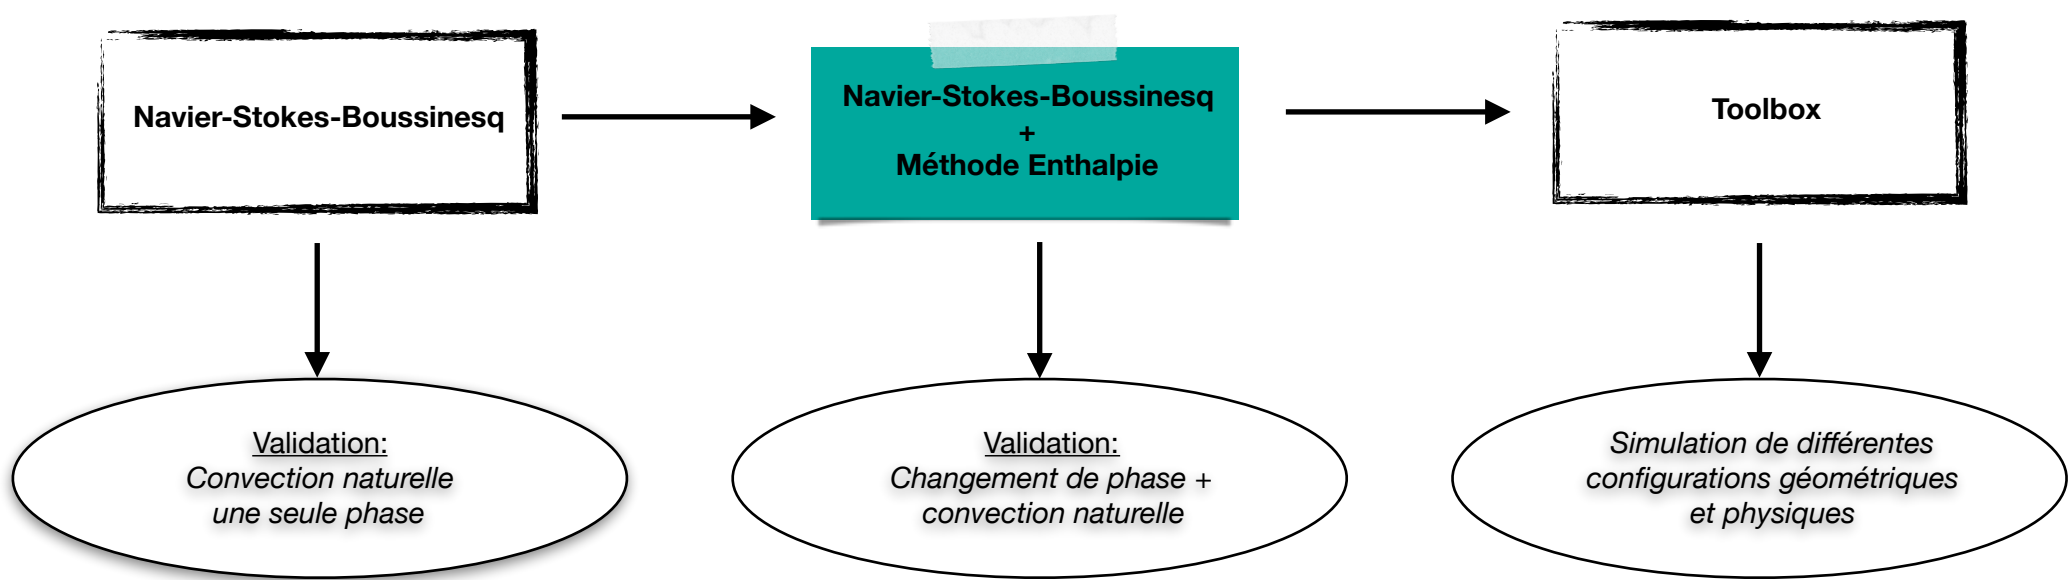 Navier-Stokes-Boussinesq
Navier-Stokes-Boussinesq
+
Méthode Enthalpie
Toolbox
Validation:
Convection naturelle
une seule phase
Validation:
Changement de phase +
convection naturelle
Simulation de différentes
configurations géométriques
et physiques